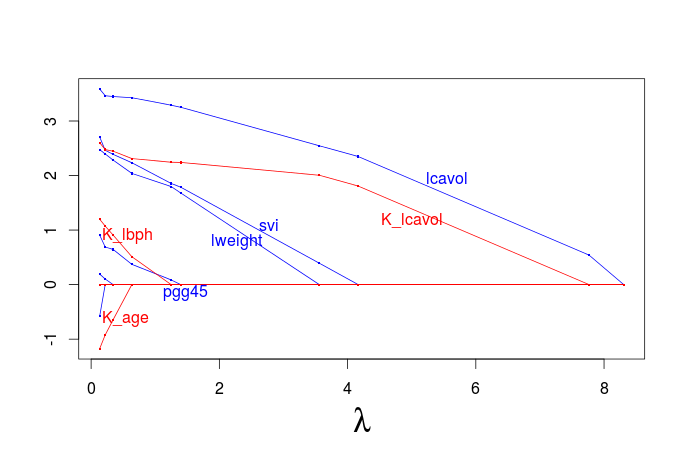 3
2
1
0
-1
lcavol
K_lcavol
svi
K_lbph
lweight
pgg45
K_age
0
2
4
6
8
λ